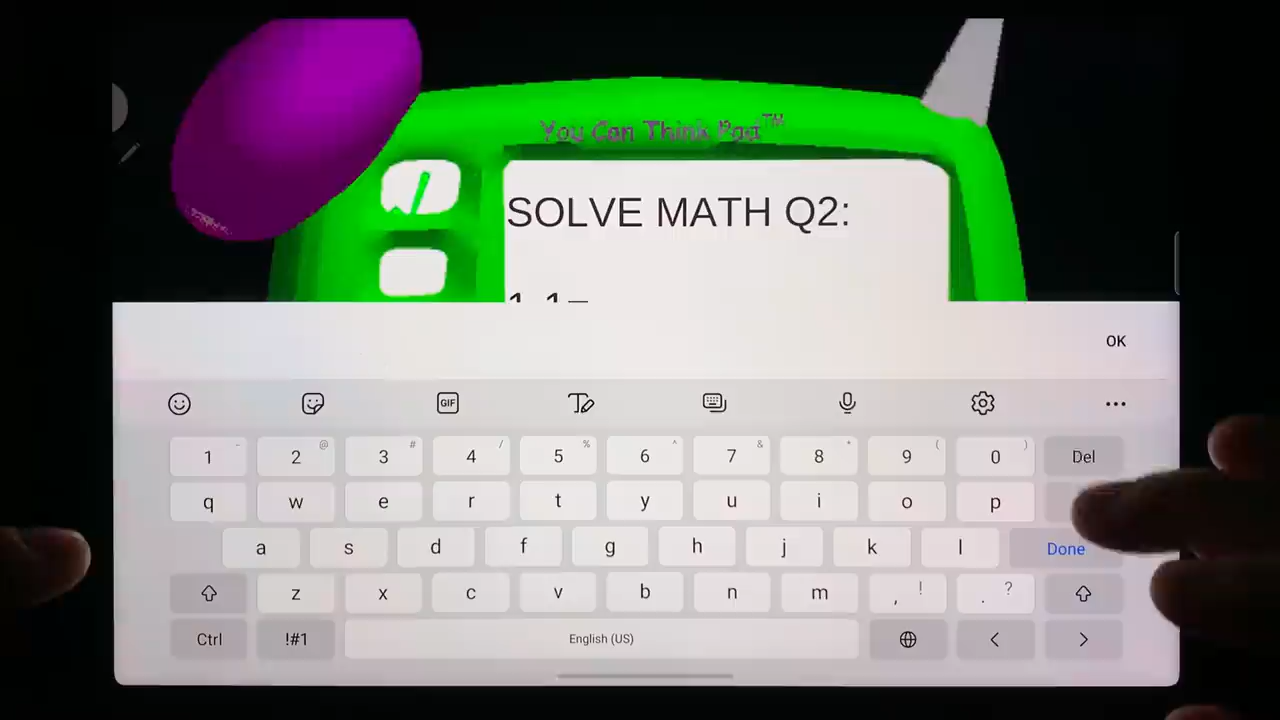 You Can Think Pad™
SOLVE MATH Q2:
OK
GIF
1 2 @ 3 # 4 / 5 % 6 ^ 7 & 8 * 9 ( 0 ) Del
q w e r t y u i o p
a s d f g h j k l Done
z x c v b n m , ! . ?
Ctrl !#1 English (US) < >